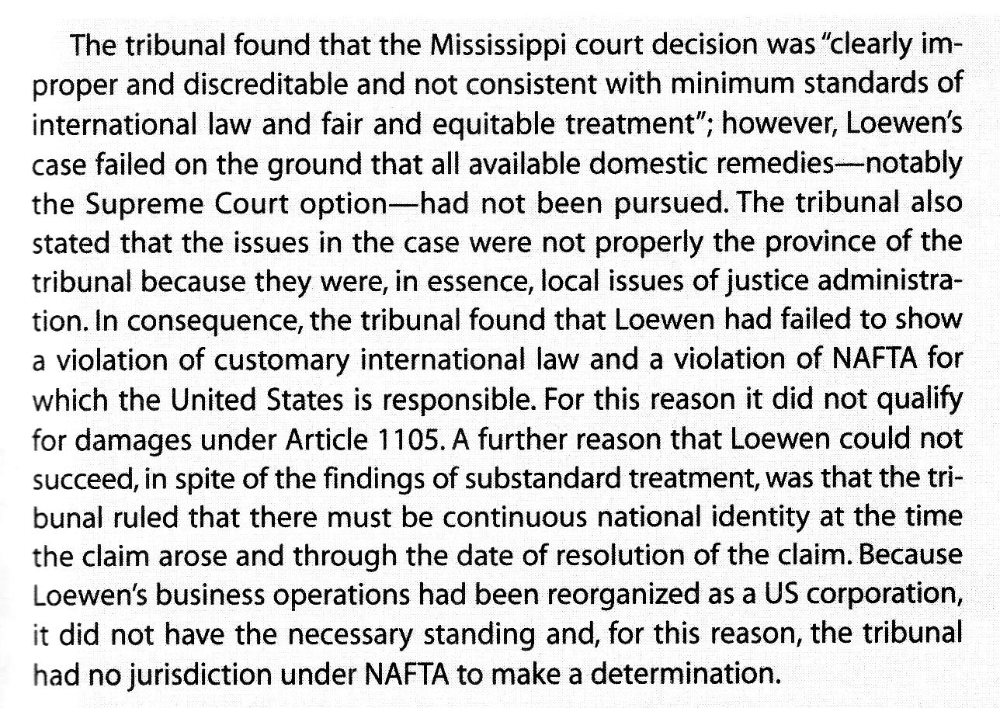 The tribunal found that the Mississippi court decision was “clearly im-
proper and discreditable and not consistent with minimum standards of
international law and fair and equitable treatment”; however, Loewen’s
case failed on the ground that all available domestic remedies—notably
the Supreme Court option—had not been pursued. The tribunal also
stated that the issues in the case were not properly the province of the
tribunal because they were, in essence, local issues of justice administra-
tion. In consequence, the tribunal found that Loewen had failed to show
a violation of customary international law and a violation of NAFTA for
which the United States is responsible. For this reason it did not qualify
for damages under Article 1105. A further reason that Loewen could not
succeed, in spite of the findings of substandard treatment, was that the tri-
bunal ruled that there must be continuous national identity at the time
the claim arose and through the date of resolution of the claim. Because
Loewen’s business operations had been reorganized as a US corporation,
it did not have the necessary standing and, for this reason, the tribunal
had no jurisdiction under NAFTA to make a determination.